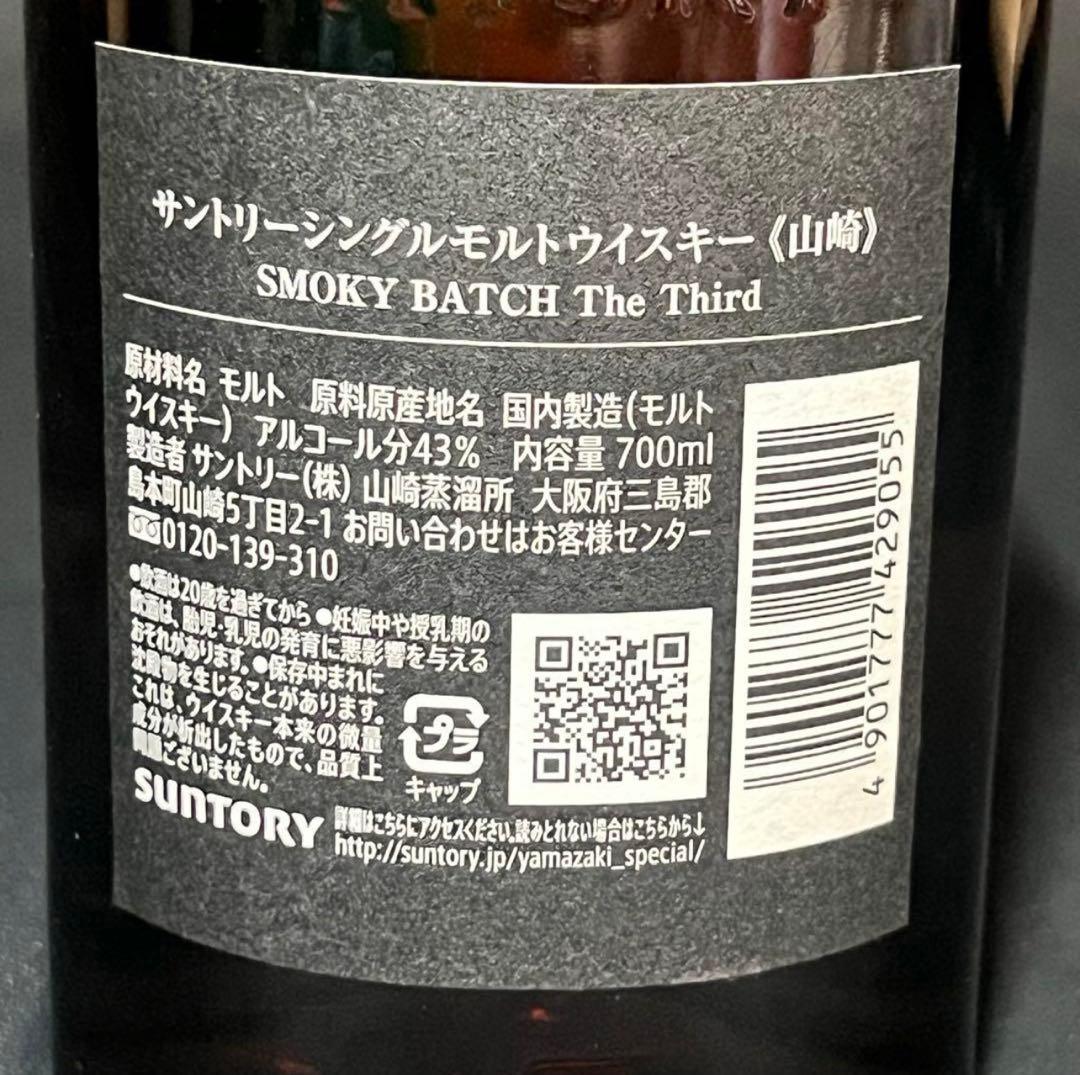 サントリーシングルモルトウイスキー《山崎》
SMOKY BATCH The Third
原材料名 モルト 原料原産地名 国内製造(モルト
ウイスキー) アルコール分43% 内容量 700ml
製造者 サントリー(株) 山崎蒸溜所 大阪府三島郡
島本町山崎5丁目2-1 お問い合わせはお客様センター
0120-139-310
●飲酒は20歳を過ぎてから ●妊娠中や授乳期の
飲酒は、胎児・乳児の発育に悪影響を与える
おそれがあります。●保存中まれに
沈殿物を生じることがあります。
これは、ウイスキー本来の微量
成分が析出したもので、品質上
問題ございません。
プラ
キャップ
SUNTORY
詳細はこちらにアクセスください。読みとれない場合はこちらから↓
http://suntory.jp/yamazaki_special/
4 901777 429055